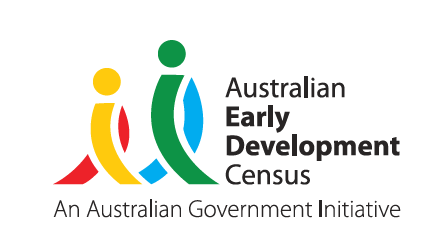 Australian
Early
Development
Census
An Australian Government Initiative